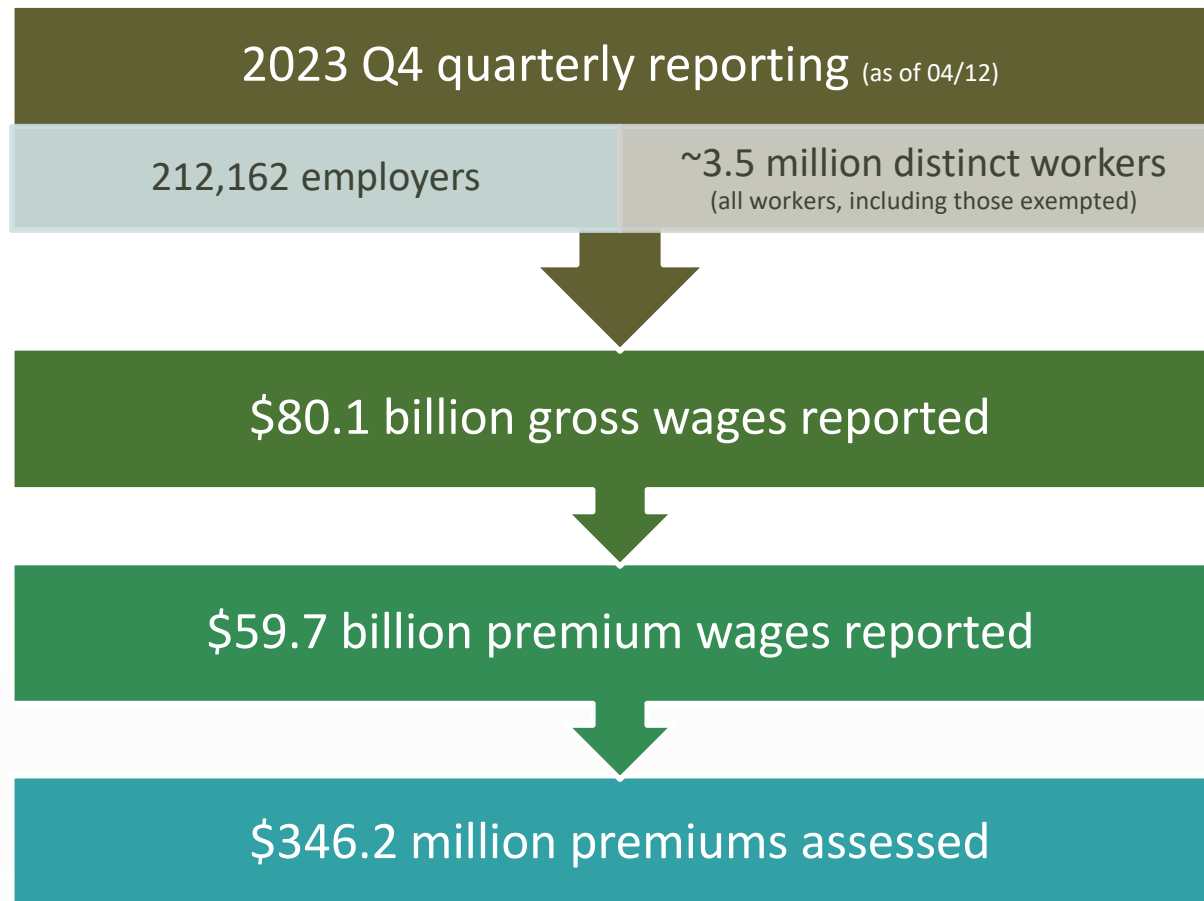 2023 Q4 quarterly reporting (as of 04/12)
212,162 employers
~3.5 million distinct workers
(all workers, including those exempted)
$80.1 billion gross wages reported
$59.7 billion premium wages reported
$346.2 million premiums assessed